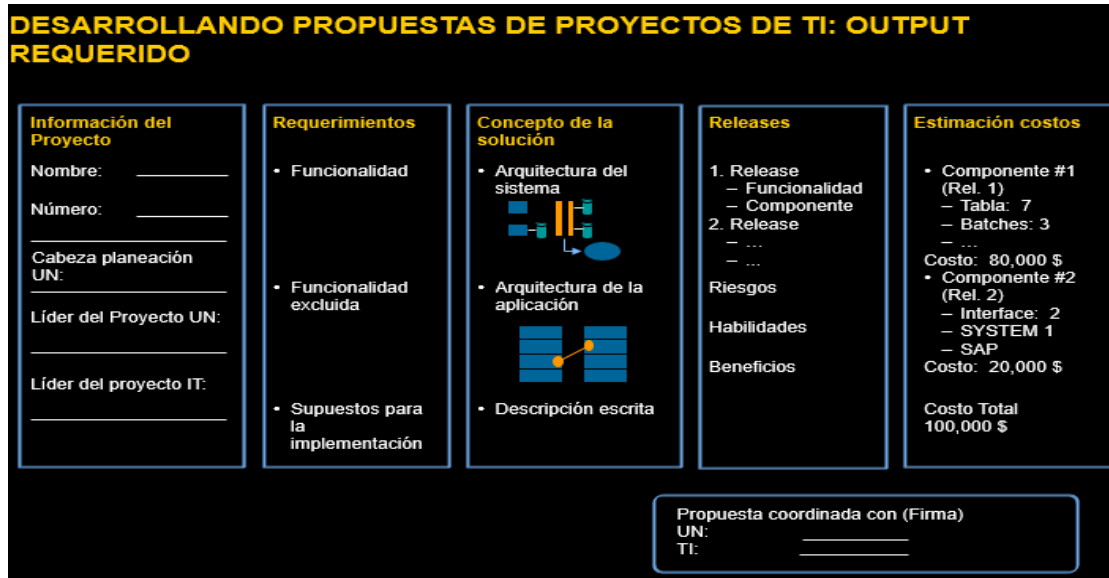 DESARROLLANDO PROPUESTAS DE PROYECTOS DE TI: OUTPUT
REQUERIDO
Información del
Proyecto
Nombre: ________
Número: ________
Cabeza planeación
UN:
Líder del Proyecto UN:
Líder del proyecto IT:
Requerimientos
• Funcionalidad
• Funcionalidad
excluida
• Supuestos para
la
implementación
Concepto de la
solución
• Arquitectura del
sistema
• Arquitectura de la
aplicación
• Descripción escrita
Releases
1. Release
– Funcionalidad
– Componente
2. Release
– ...
– ...
Riesgos
Habilidades
Beneficios
Estimación costos
• Componente #1
(Rel. 1)
– Tabla: 7
– Batches: 3
– ...
Costo: 80,000 $
• Componente #2
(Rel. 2)
– Interface: 2
– SYSTEM 1
– SAP
Costo: 20,000 $
Costo Total
100,000 $
Propuesta coordinada con (Firma)
UN: ________
TI: ________